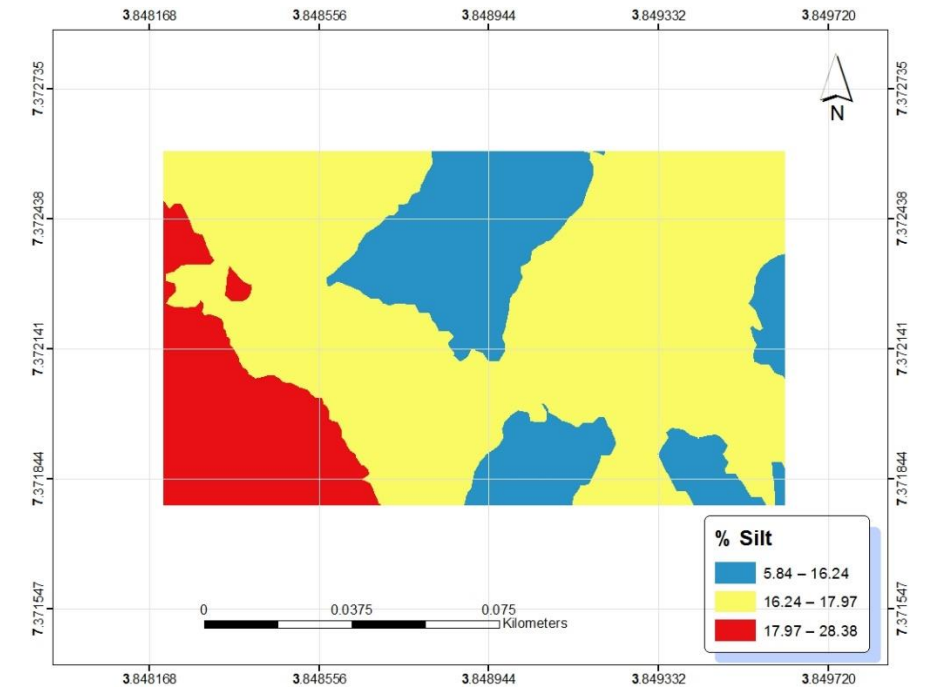 3.848168 3.848556 3.848944 3.849332 3.849720
7.372735 7.372735
N
7.372438 7.372438
7.372141 7.372141
7.371844 7.371844
% Silt
5.84 – 16.24
16.24 – 17.97
17.97 – 28.38
7.371547 7.371547
0 0.0375 0.075
Kilometers
3.848168 3.848556 3.848944 3.849332 3.849720